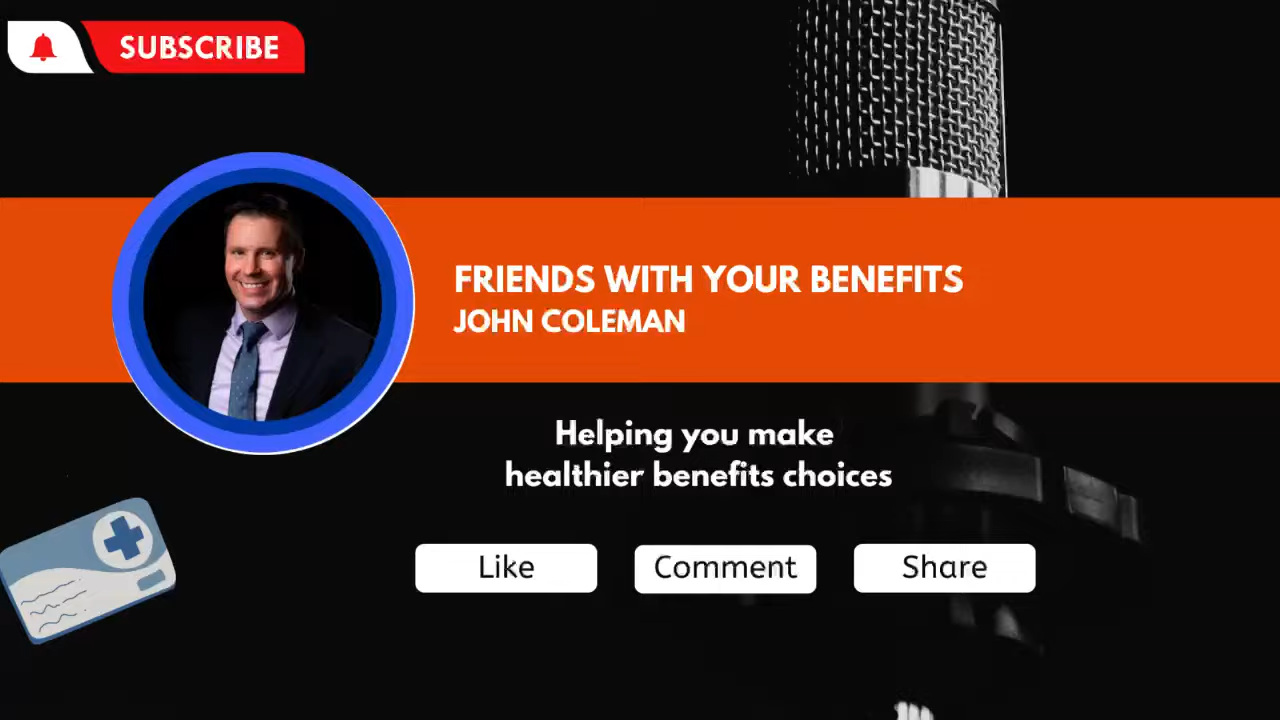 SUBSCRIBE
FRIENDS WITH YOUR BENEFITS
JOHN COLEMAN
Helping you make
healthier benefits choices
Like
Comment
Share